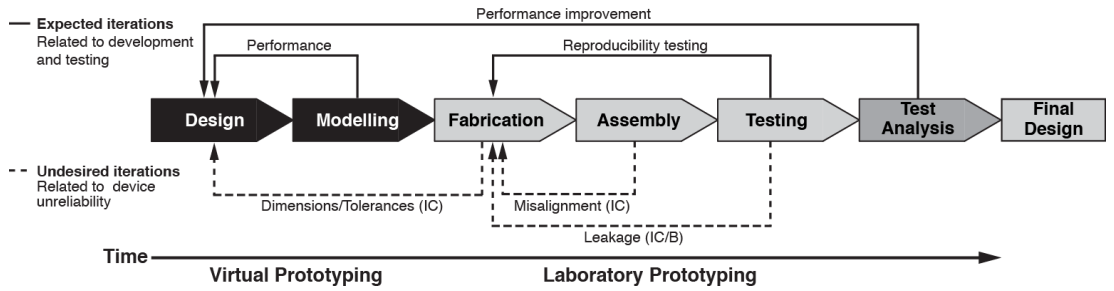 Performance improvement
Expected iterations
Related to development
and testing
Performance
Reproducibility testing
Design
Modelling
Fabrication
Assembly
Testing
Test
Analysis
Final
Design
Undesired iterations
Related to device
unreliability
Dimensions/Tolerances (IC)
Misalignment (IC)
Leakage (IC/B)
Time
Virtual Prototyping
Laboratory Prototyping